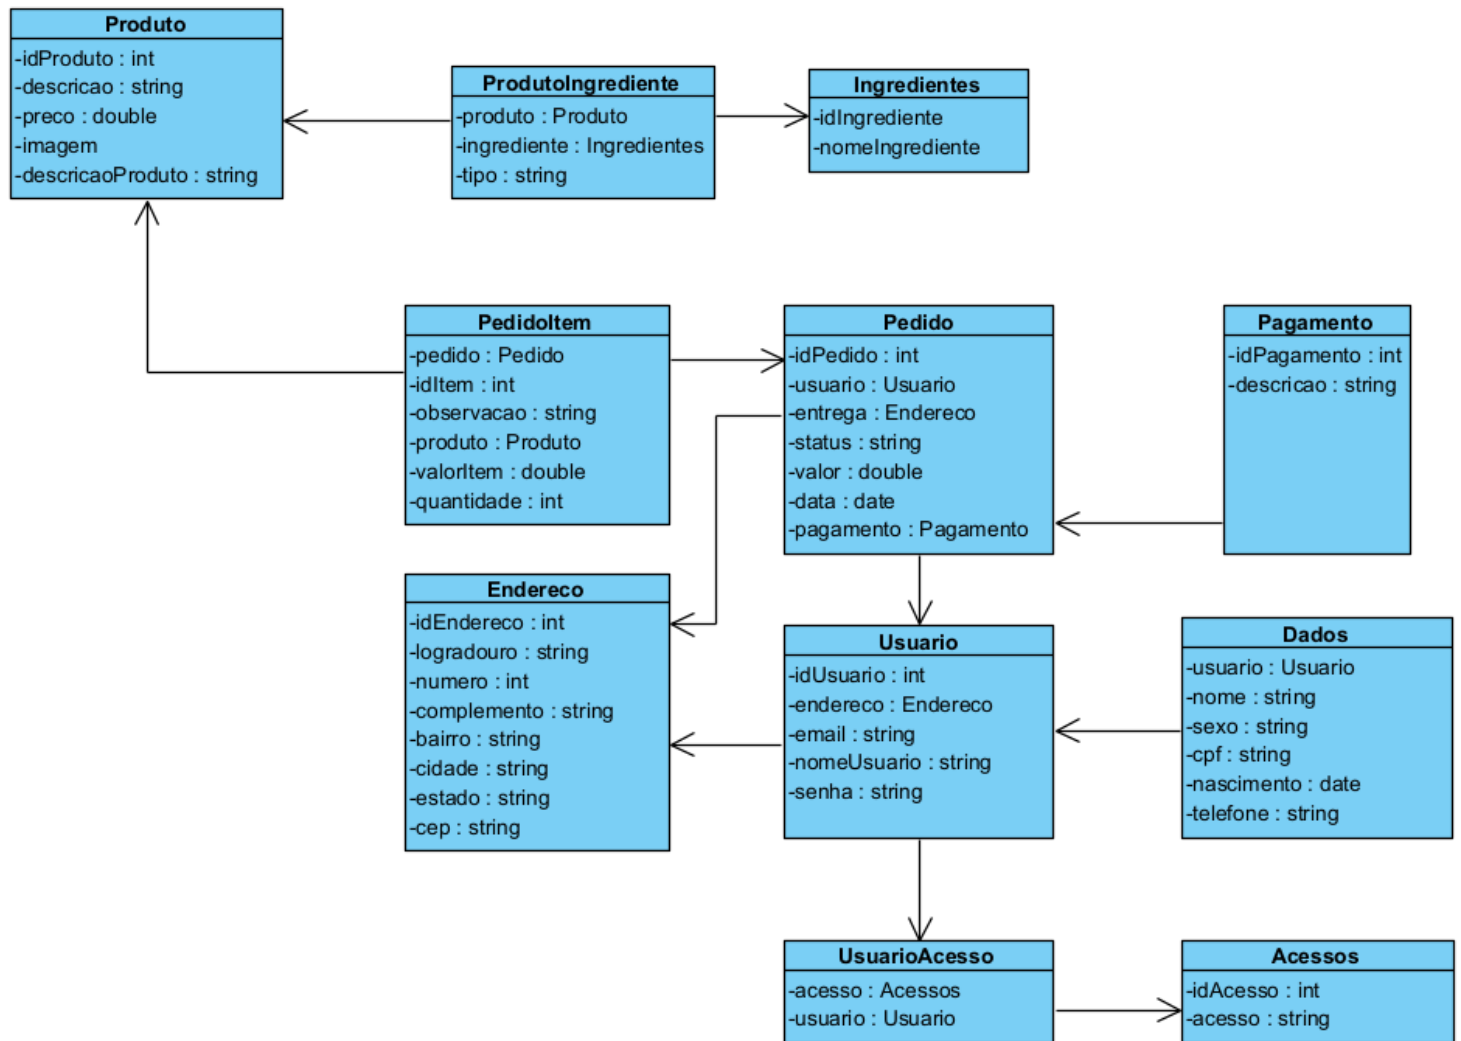 Produto
-idProduto : int
-descricao : string
-preco : double
-imagem
-descricaoProduto : string
ProdutoIngrediente
-produto : Produto
-ingrediente : Ingredientes
-tipo : string
Ingredientes
-idIngrediente
-nomeIngrediente
PedidoItem
-pedido : Pedido
-idItem : int
-observacao : string
-produto : Produto
-valorItem : double
-quantidade : int
Pedido
-idPedido : int
-usuario : Usuario
-entrega : Endereco
-status : string
-valor : double
-data : date
-pagamento : Pagamento
Pagamento
-idPagamento : int
-descricao : string
Endereco
-idEndereco : int
-logradouro : string
-numero : int
-complemento : string
-bairro : string
-cidade : string
-estado : string
-cep : string
Usuario
-idUsuario : int
-endereco : Endereco
-email : string
-nomeUsuario : string
-senha : string
Dados
-usuario : Usuario
-nome : string
-sexo : string
-cpf : string
-nascimento : date
-telefone : string
UsuarioAcesso
-acesso : Acessos
-usuario : Usuario
Acessos
-idAcesso : int
-acesso : string